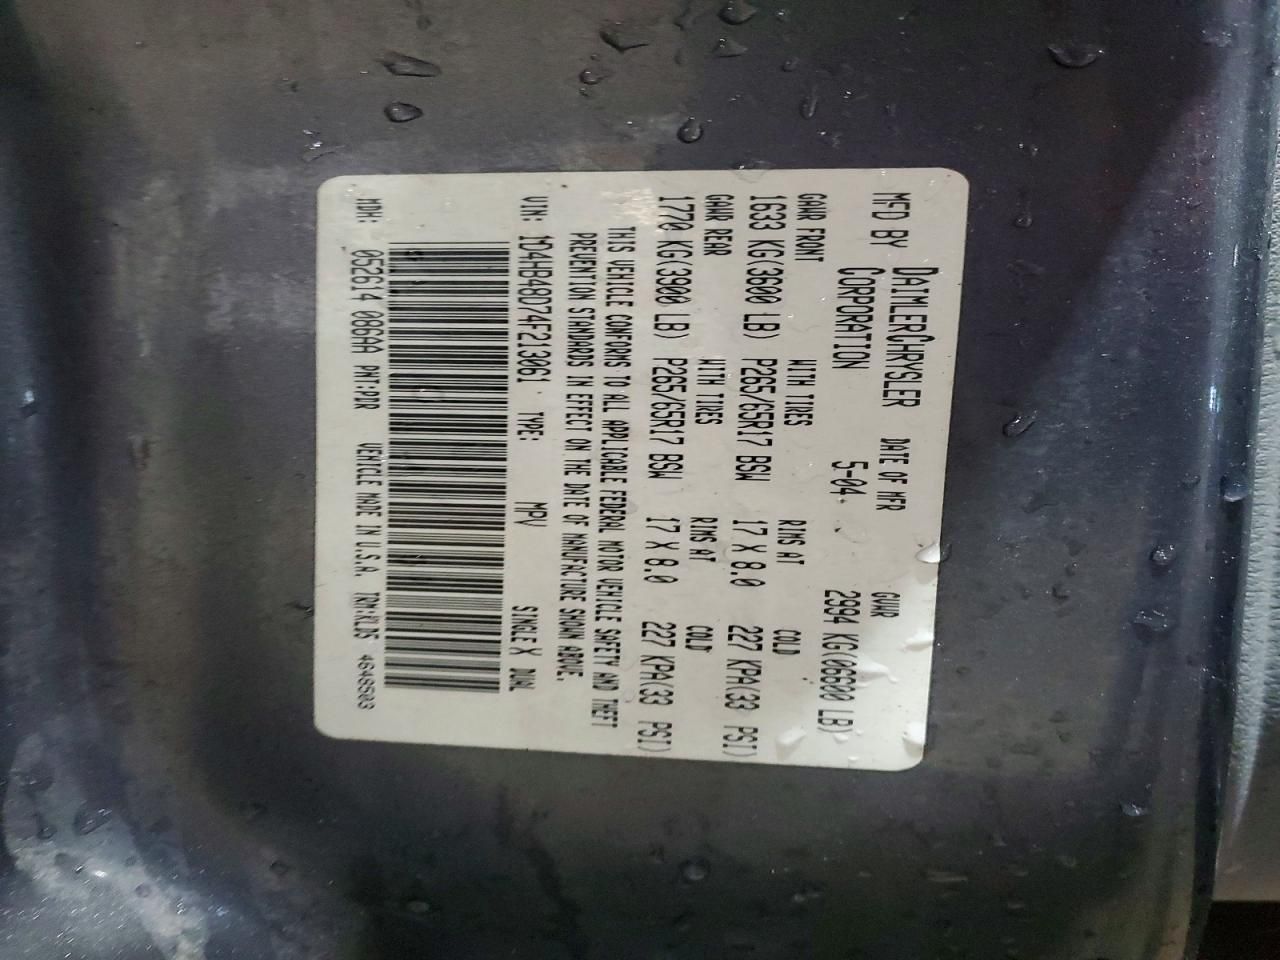 MFD BY DAIMLERCHRYSLER CORPORATION DATE OF MFR 5-04 GVWR 2994 KG(06600 LB)
GAWR FRONT WITH TIRES RIMS AT COLD
1633 KG(3600 LB) P265/65R17 BSW 17 X 8.0 227 KPA(33 PSI)
GAWR REAR WITH TIRES RIMS AT COLD
1770 KG(3900 LB) P265/65R17 BSW 17 X 8.0 227 KPA(33 PSI)
THIS VEHICLE CONFORMS TO ALL APPLICABLE FEDERAL MOTOR VEHICLE SAFETY AND THEFT
PREVENTION STANDARDS IN EFFECT ON THE DATE OF MANUFACTURE SHOWN ABOVE.
VIN: 1D4HB48D74F213061 TYPE: MPV SINGLE X DUAL
MDH: 052614 086AA PNT:PDR VEHICLE MADE IN U.S.A. TRM:KLD5 4648503